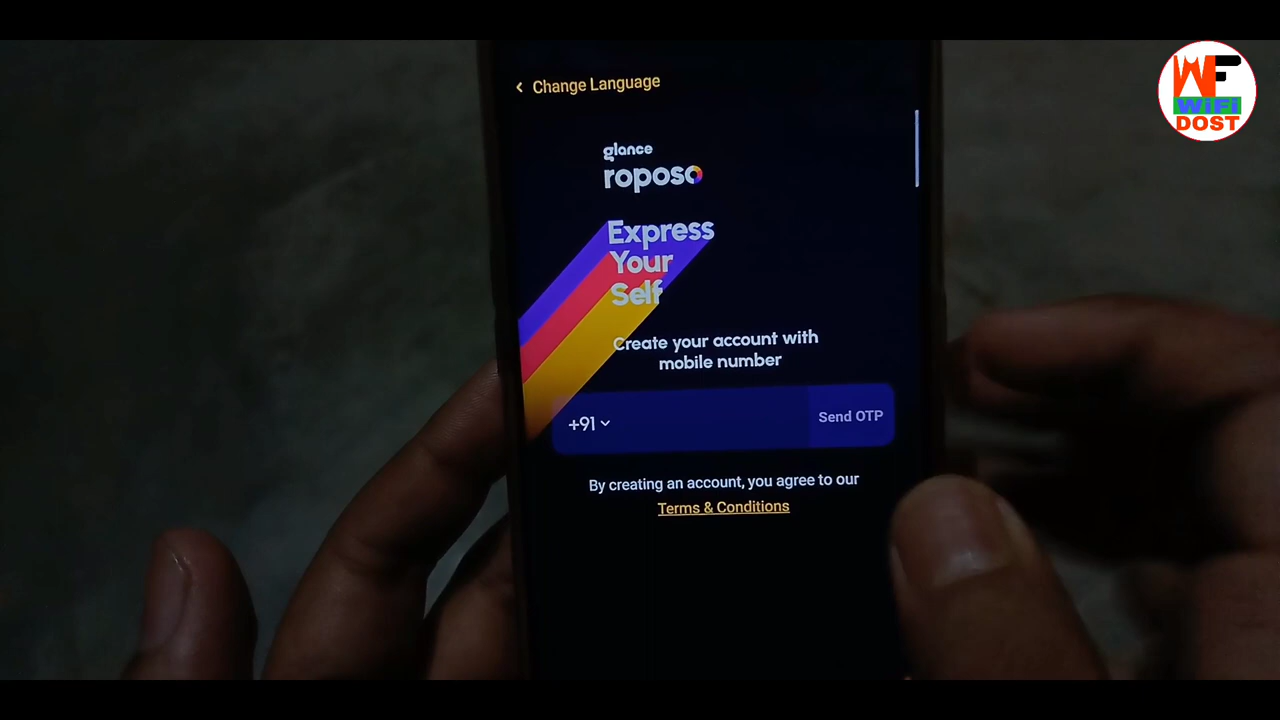 Change Language
glance
roposo
Express
Your
Self
Create your account with
mobile number
+91
Send OTP
By creating an account, you agree to our
Terms & Conditions
WF
WiFi
DOST